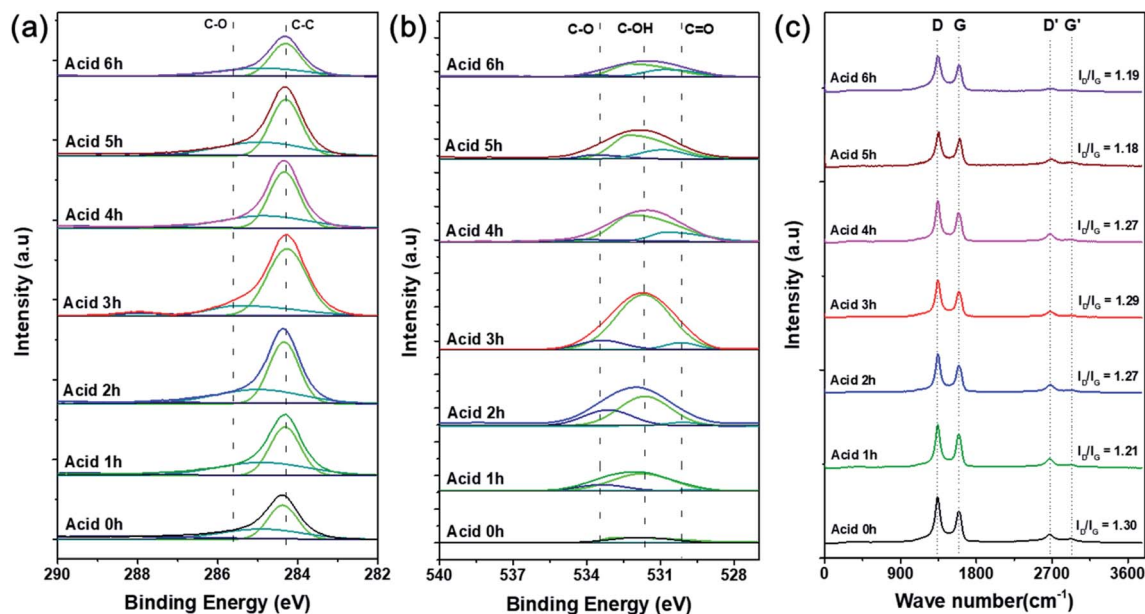 (a)
C-O
C-C
Acid 6h
Acid 5h
Acid 4h
Acid 3h
Acid 2h
Acid 1h
Acid 0h
Intensity (a.u)
290
288
286
284
282
Binding Energy (eV)
(b)
C-O
C-OH
C=O
Acid 6h
Acid 5h
Acid 4h
Acid 3h
Acid 2h
Acid 1h
Acid 0h
Intensity (a.u)
540
537
534
531
528
Binding Energy (eV)
(c)
D
G
D'
G'
Acid 6h
I_D/I_G = 1.19
Acid 5h
I_D/I_G = 1.18
Acid 4h
I_D/I_G = 1.27
Acid 3h
I_D/I_G = 1.29
Acid 2h
I_D/I_G = 1.27
Acid 1h
I_D/I_G = 1.21
Acid 0h
I_D/I_G = 1.30
Intensity (a.u)
0
900
1800
2700
3600
Wave number(cm⁻¹)